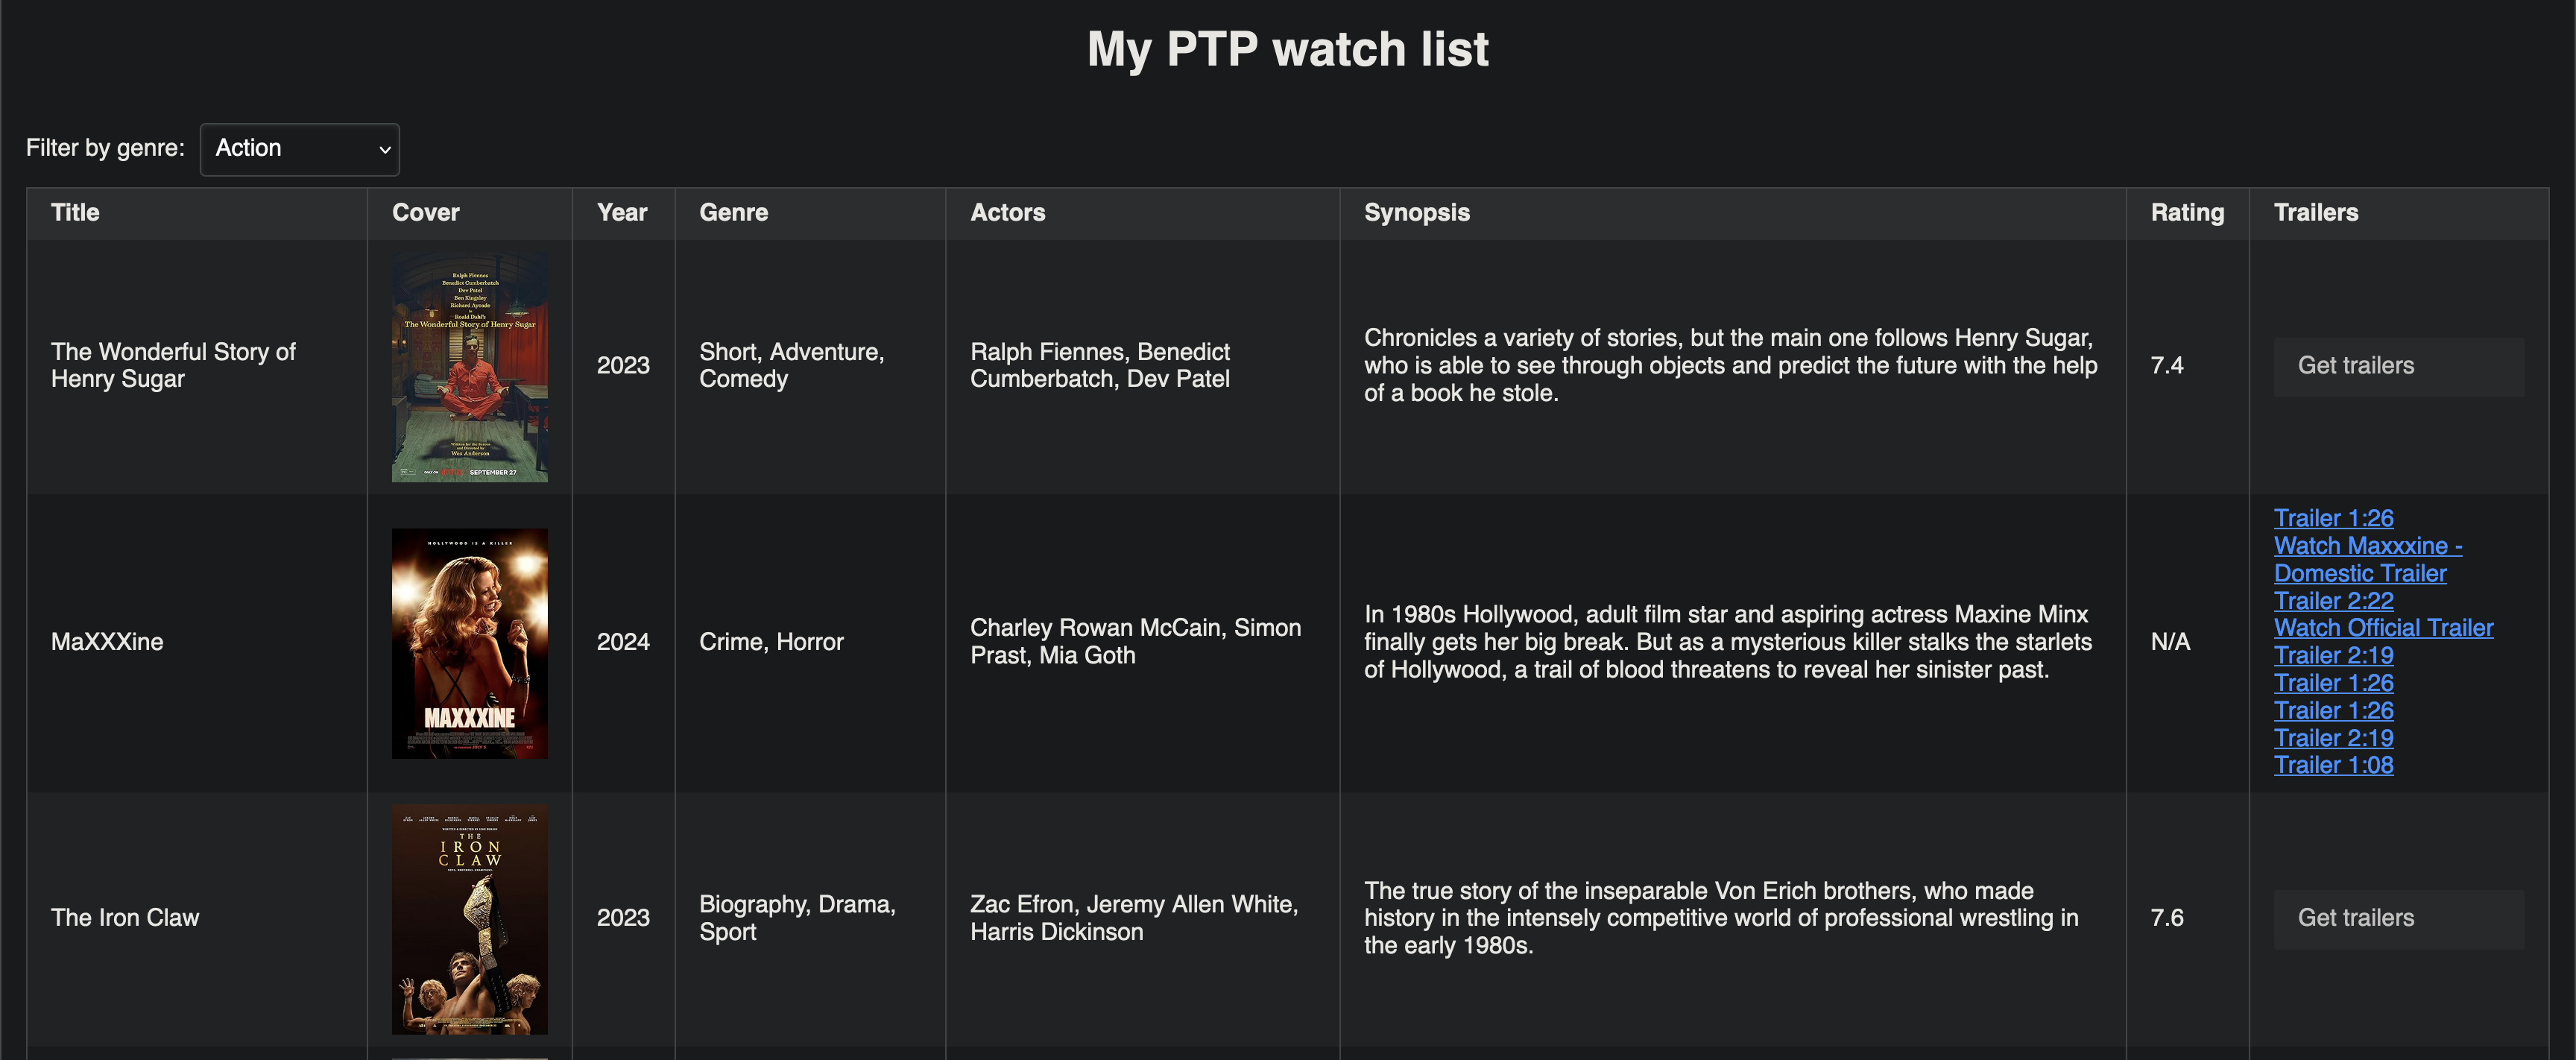 My PTP watch list
Filter by genre: Action
Title Cover Year Genre Actors Synopsis Rating Trailers
The Wonderful Story of
Henry Sugar
Ralph Fiennes
Benedict Cumberbatch
Dev Patel
Ben Kingsley
Richard Ayoade
in
Roald Dahl's
The Wonderful Story of Henry Sugar
Wes Anderson
SEPTEMBER 27
2023
Short, Adventure,
Comedy
Ralph Fiennes, Benedict
Cumberbatch, Dev Patel
Chronicles a variety of stories, but the main one follows Henry Sugar,
who is able to see through objects and predict the future with the help
of a book he stole.
7.4
Get trailers
MaXXXine
HOLLYWOOD IS A KILLER
MAXXXINE
2024
Crime, Horror
Charley Rowan McCain, Simon
Prast, Mia Goth
In 1980s Hollywood, adult film star and aspiring actress Maxine Minx
finally gets her big break. But as a mysterious killer stalks the starlets
of Hollywood, a trail of blood threatens to reveal her sinister past.
N/A
Trailer 1:26
Watch Maxxxine -
Domestic Trailer
Trailer 2:22
Watch Official Trailer
Trailer 2:19
Trailer 1:26
Trailer 1:26
Trailer 2:19
Trailer 1:08
The Iron Claw
THE
IRON
CLAW
2023
Biography, Drama,
Sport
Zac Efron, Jeremy Allen White,
Harris Dickinson
The true story of the inseparable Von Erich brothers, who made
history in the intensely competitive world of professional wrestling in
the early 1980s.
7.6
Get trailers